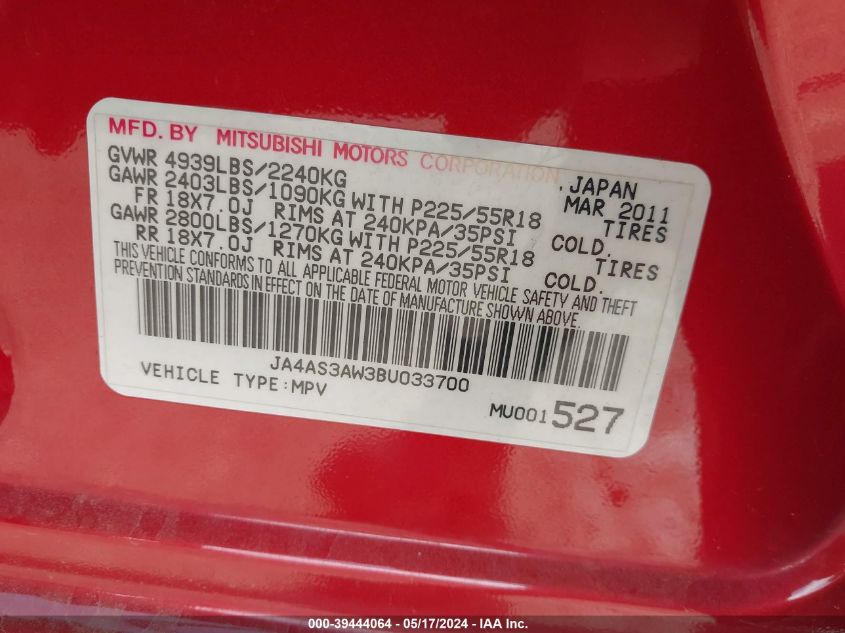 MFD. BY MITSUBISHI MOTORS CORPORATION, JAPAN
GVWR 4939LBS/2240KG MAR 2011
GAWR 2403LBS/1090KG WITH P225/55R18 TIRES
FR 18X7.0J RIMS AT 240KPA/35PSI COLD.
GAWR 2800LBS/1270KG WITH P225/55R18 TIRES
RR 18X7.0J RIMS AT 240KPA/35PSI COLD.
THIS VEHICLE CONFORMS TO ALL APPLICABLE FEDERAL MOTOR VEHICLE SAFETY AND THEFT
PREVENTION STANDARDS IN EFFECT ON THE DATE OF MANUFACTURE SHOWN ABOVE.
JA4AS3AW3BU033700
VEHICLE TYPE:MPV
MU001527
000-39444064 - 05/17/2024 - IAA Inc.